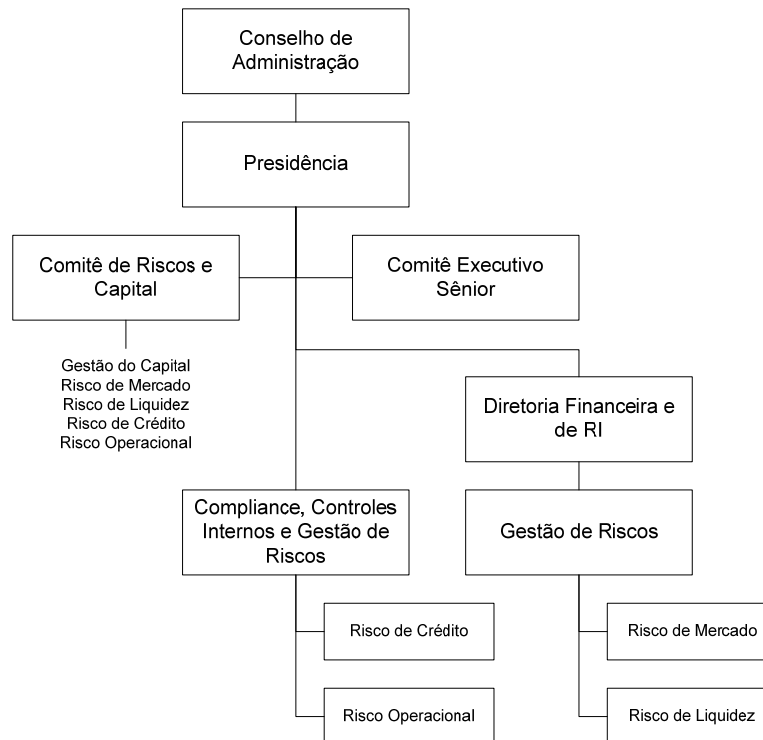 Conselho de
Administração
Presidência
Comitê de Riscos e
Capital
Comitê Executivo
Sênior
Gestão do Capital
Risco de Mercado
Risco de Liquidez
Risco de Crédito
Risco Operacional
Diretoria Financeira e
de RI
Compliance, Controles
Internos e Gestão de
Riscos
Gestão de Riscos
Risco de Crédito
Risco de Mercado
Risco Operacional
Risco de Liquidez